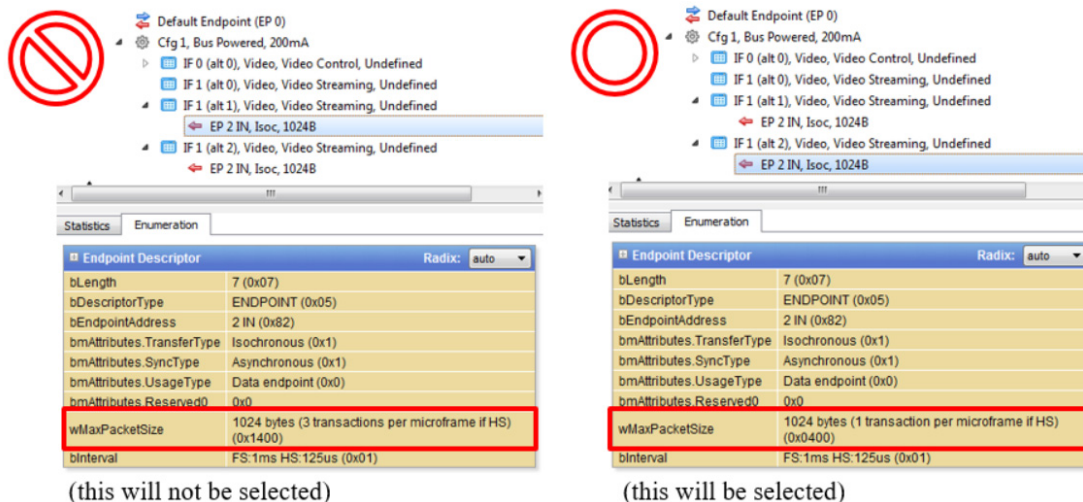 Default Endpoint (EP 0)
Cfg 1, Bus Powered, 200mA
IF 0 (alt 0), Video, Video Control, Undefined
IF 1 (alt 0), Video, Video Streaming, Undefined
IF 1 (alt 1), Video, Video Streaming, Undefined
EP 2 IN, Isoc, 1024B
IF 1 (alt 2), Video, Video Streaming, Undefined
EP 2 IN, Isoc, 1024B
Statistics Enumeration
Endpoint Descriptor Radix: auto
bLength 7 (0x07)
bDescriptorType ENDPOINT (0x05)
bEndpointAddress 2 IN (0x82)
bmAttributes.TransferType Isochronous (0x1)
bmAttributes.SyncType Asynchronous (0x1)
bmAttributes.UsageType Data endpoint (0x0)
bmAttributes.Reserved0 0x0
wMaxPacketSize 1024 bytes (3 transactions per microframe if HS)
(0x1400)
bInterval FS:1ms HS:125us (0x01)
(this will not be selected)
Default Endpoint (EP 0)
Cfg 1, Bus Powered, 200mA
IF 0 (alt 0), Video, Video Control, Undefined
IF 1 (alt 0), Video, Video Streaming, Undefined
IF 1 (alt 1), Video, Video Streaming, Undefined
EP 2 IN, Isoc, 1024B
IF 1 (alt 2), Video, Video Streaming, Undefined
EP 2 IN, Isoc, 1024B
Statistics Enumeration
Endpoint Descriptor Radix: auto
bLength 7 (0x07)
bDescriptorType ENDPOINT (0x05)
bEndpointAddress 2 IN (0x82)
bmAttributes.TransferType Isochronous (0x1)
bmAttributes.SyncType Asynchronous (0x1)
bmAttributes.UsageType Data endpoint (0x0)
bmAttributes.Reserved0 0x0
wMaxPacketSize 1024 bytes (1 transaction per microframe if HS)
(0x0400)
bInterval FS:1ms HS:125us (0x01)
(this will be selected)